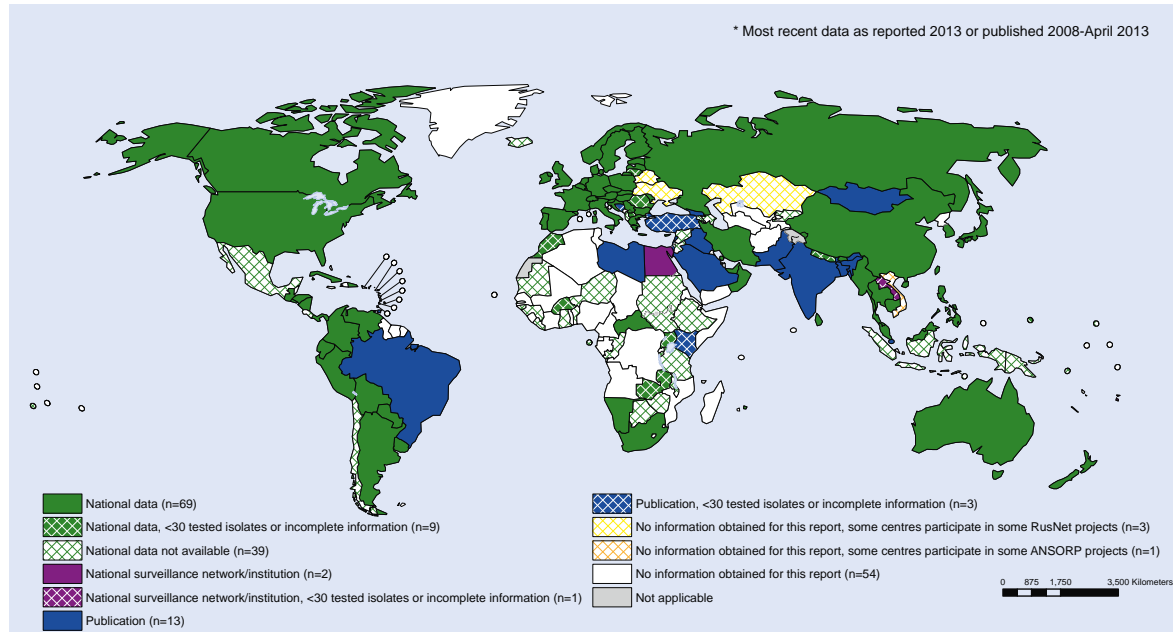 * Most recent data as reported 2013 or published 2008-April 2013
National data (n=69)
National data, <30 tested isolates or incomplete information (n=9)
National data not available (n=39)
National surveillance network/institution (n=2)
National surveillance network/institution, <30 tested isolates or incomplete information (n=1)
Publication (n=13)
Publication, <30 tested isolates or incomplete information (n=3)
No information obtained for this report, some centres participate in some RusNet projects (n=3)
No information obtained for this report, some centres participate in some ANSORP projects (n=1)
No information obtained for this report (n=54)
Not applicable
0 875 1,750 3,500 Kilometers